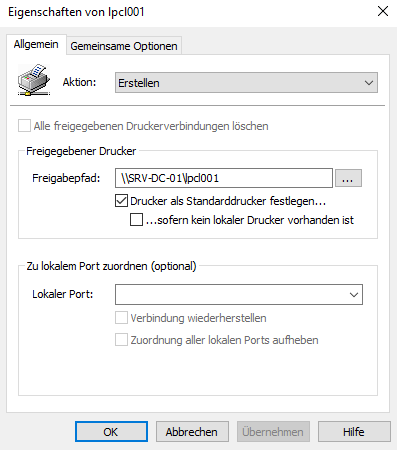 Eigenschaften von lpcl001
Allgemein
Gemeinsame Optionen
Aktion:
Erstellen
Alle freigegebenen Druckerverbindungen löschen
Freigegebener Drucker
Freigabepfad:
\\SRV-DC-01\lpcl001
...
Drucker als Standarddrucker festlegen...
...sofern kein lokaler Drucker vorhanden ist
Zu lokalem Port zuordnen (optional)
Lokaler Port:
Verbindung wiederherstellen
Zuordnung aller lokalen Ports aufheben
OK
Abbrechen
Übernehmen
Hilfe